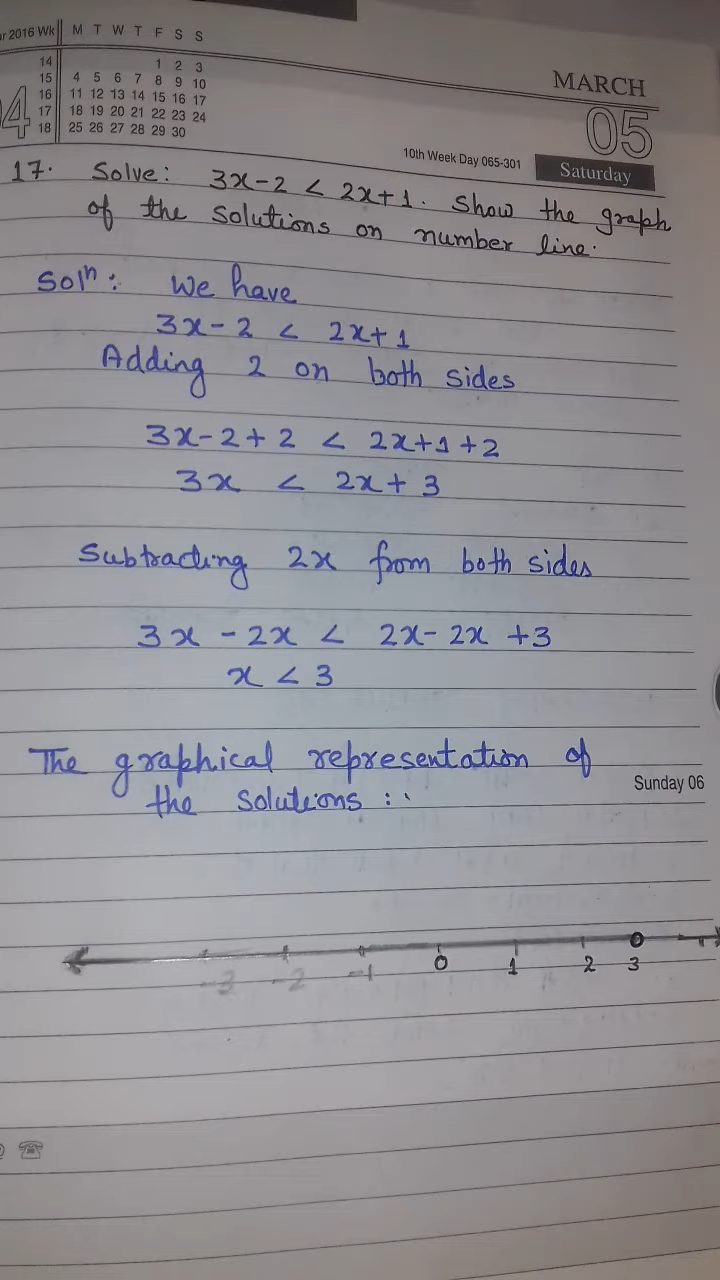 r 2016 Wk M T W T F S S
14 1 2 3
15 4 5 6 7 8 9 10
16 11 12 13 14 15 16 17
17 18 19 20 21 22 23 24
18 25 26 27 28 29 30
4
MARCH
05
10th Week Day 065-301
Saturday
17. Solve: 3x-2 < 2x+1. Show the graph
of the solutions on number line.
Solⁿ: We have
3x-2 < 2x+1
Adding 2 on both sides
3x-2+2 < 2x+1+2
3x < 2x+3
Subtracting 2x from both sides
3x-2x < 2x-2x+3
x < 3
The graphical representation of
the solutions :.
Sunday 06
-3 -2 -1 0 1 2 3